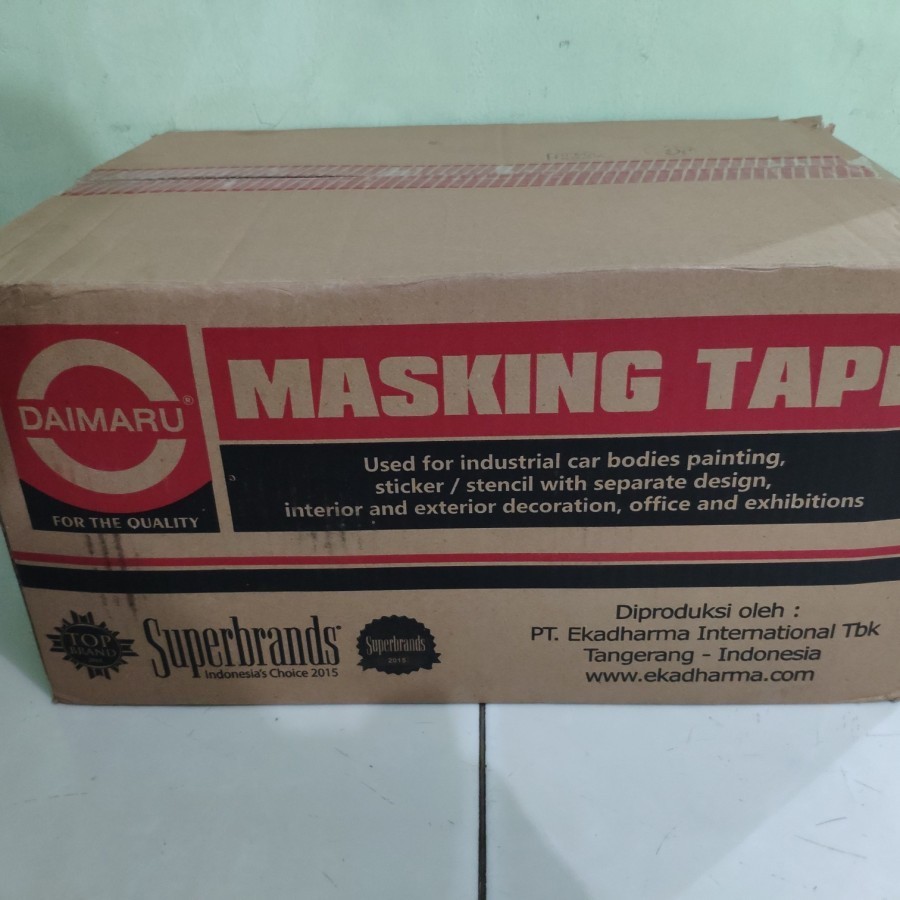 DAIMARU®
FOR THE QUALITY
MASKING TAPE
Used for industrial car bodies painting,
sticker / stencil with separate design,
interior and exterior decoration, office and exhibitions
TOP
BRAND
Superbrands
Indonesia's Choice 2015
Superbrands
2015
Diproduksi oleh :
PT. Ekadharma International Tbk
Tangerang - Indonesia
www.ekadharma.com